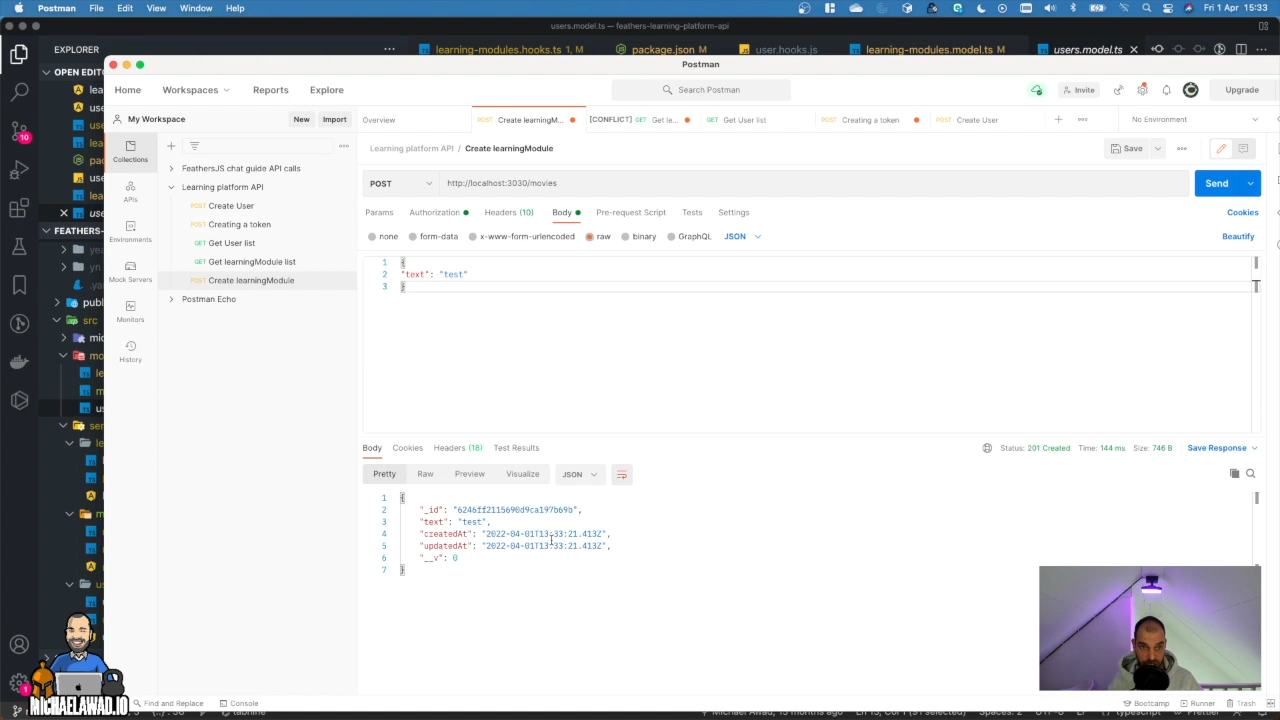 Fri 1 Apr 15:33
users.model.ts — feathers-learning-platform-api
EXPLORER
learning-modules.hooks.ts 1, M
package.json M
user.hooks.js
learning-modules.model.ts M
users.model.ts
OPEN EDIT
Postman
Home
Workspaces
Reports
Explore
Search Postman
Invite
Upgrade
My Workspace
New
Import
Overview
POST Create learningM...
[CONFLICT] GET Get le...
GET Get User list
POST Creating a token
POST Create User
No Environment
10
Collections
APIs
Environments
Mock Servers
Monitors
History
FeathersJS chat guide API calls
Learning platform API
POST Create User
POST Creating a token
GET Get User list
GET Get learningModule list
POST Create learningModule
Postman Echo
FEATHERS-
publ
src
Learning platform API / Create learningModule
Save
POST
http://localhost:3030/movies
Send
Params
Authorization
Headers (10)
Body
Pre-request Script
Tests
Settings
Cookies
none
form-data
x-www-form-urlencoded
raw
binary
GraphQL
JSON
Beautify
1 {
2 "text": "test"
3 }
Body
Cookies
Headers (18)
Test Results
Status: 201 Created
Time: 144 ms
Size: 746 B
Save Response
Pretty
Raw
Preview
Visualize
JSON
1 {
2 "_id": "6246ff2115690d9ca197b69b",
3 "text": "test",
4 "createdAt": "2022-04-01T13:33:21.413Z",
5 "updatedAt": "2022-04-01T13:33:21.413Z",
6 "__v": 0
7 }
1
MICHAELAWAD.IO
Find and Replace
Console
Bootcamp
Runner
Trash